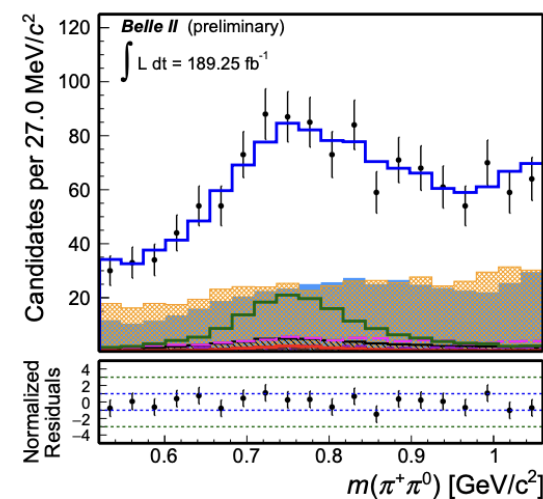 Belle II (preliminary)
∫ L dt = 189.25 fb⁻¹
Candidates per 27.0 MeV/c²
120
100
80
60
40
20
Normalized
Residuals
4
2
0
−2
−4
0.6 0.7 0.8 0.9 1
m(π⁺π⁰) [GeV/c²]